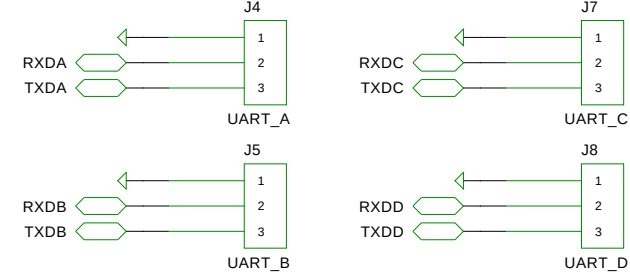 J4
1
RXDA 2
TXDA 3
UART_A
J7
1
RXDC 2
TXDC 3
UART_C
J5
1
RXDB 2
TXDB 3
UART_B
J8
1
RXDD 2
TXDD 3
UART_D